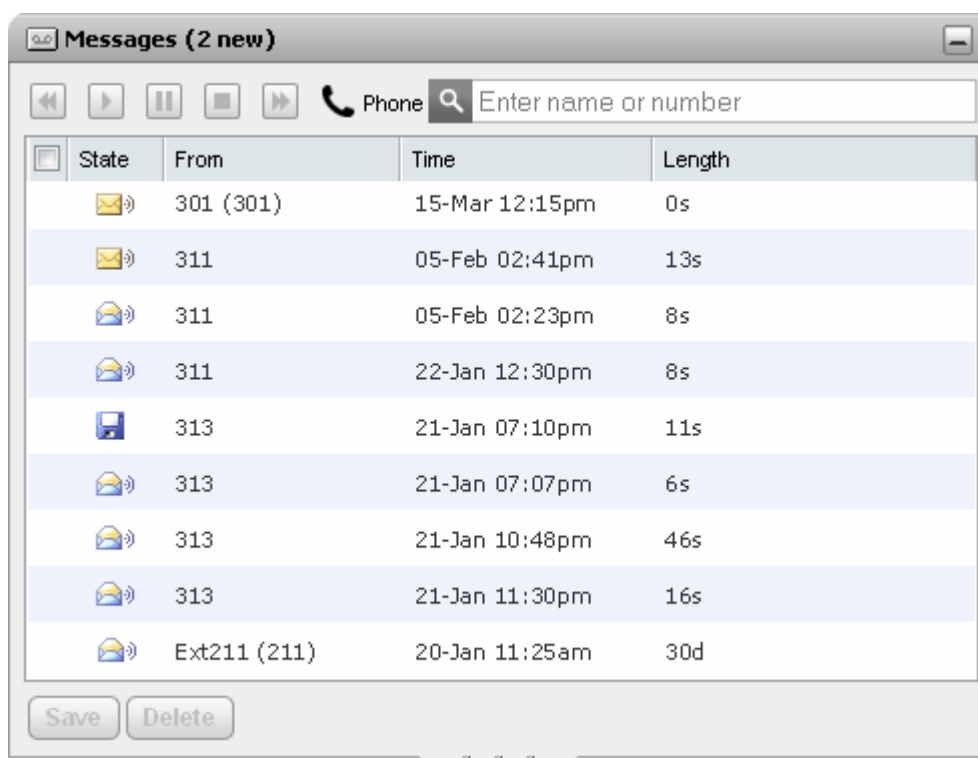 Messages (2 new)
Phone Enter name or number
State From Time Length
301 (301) 15-Mar 12:15pm 0s
311 05-Feb 02:41pm 13s
311 05-Feb 02:23pm 8s
311 22-Jan 12:30pm 8s
313 21-Jan 07:10pm 11s
313 21-Jan 07:07pm 6s
313 21-Jan 10:48pm 46s
313 21-Jan 11:30pm 16s
Ext211 (211) 20-Jan 11:25am 30d
Save Delete